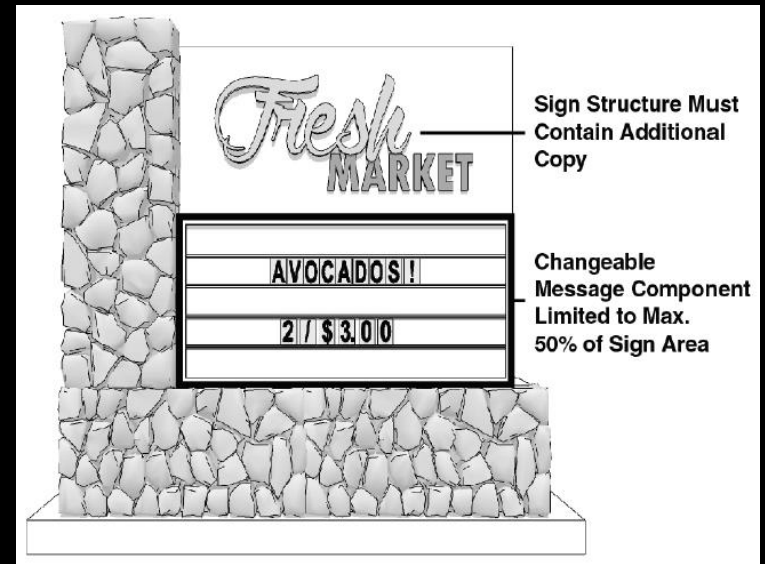 Fresh
MARKET
Sign Structure Must
Contain Additional
Copy
AVOCADOS!
2/$3.00
Changeable
Message Component
Limited to Max.
50% of Sign Area